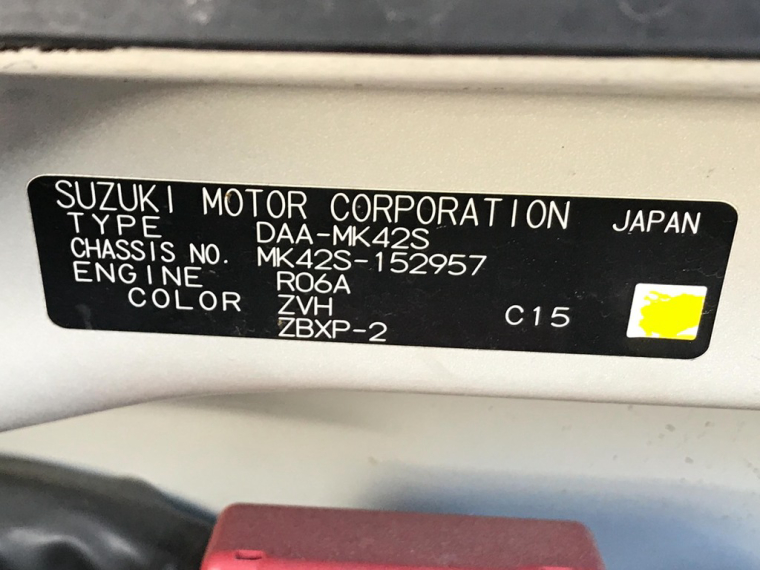 SUZUKI MOTOR CORPORATION JAPAN
TYPE DAA-MK42S
CHASSIS NO. MK42S-152957
ENGINE R06A
COLOR ZVH C15
ZBXP-2